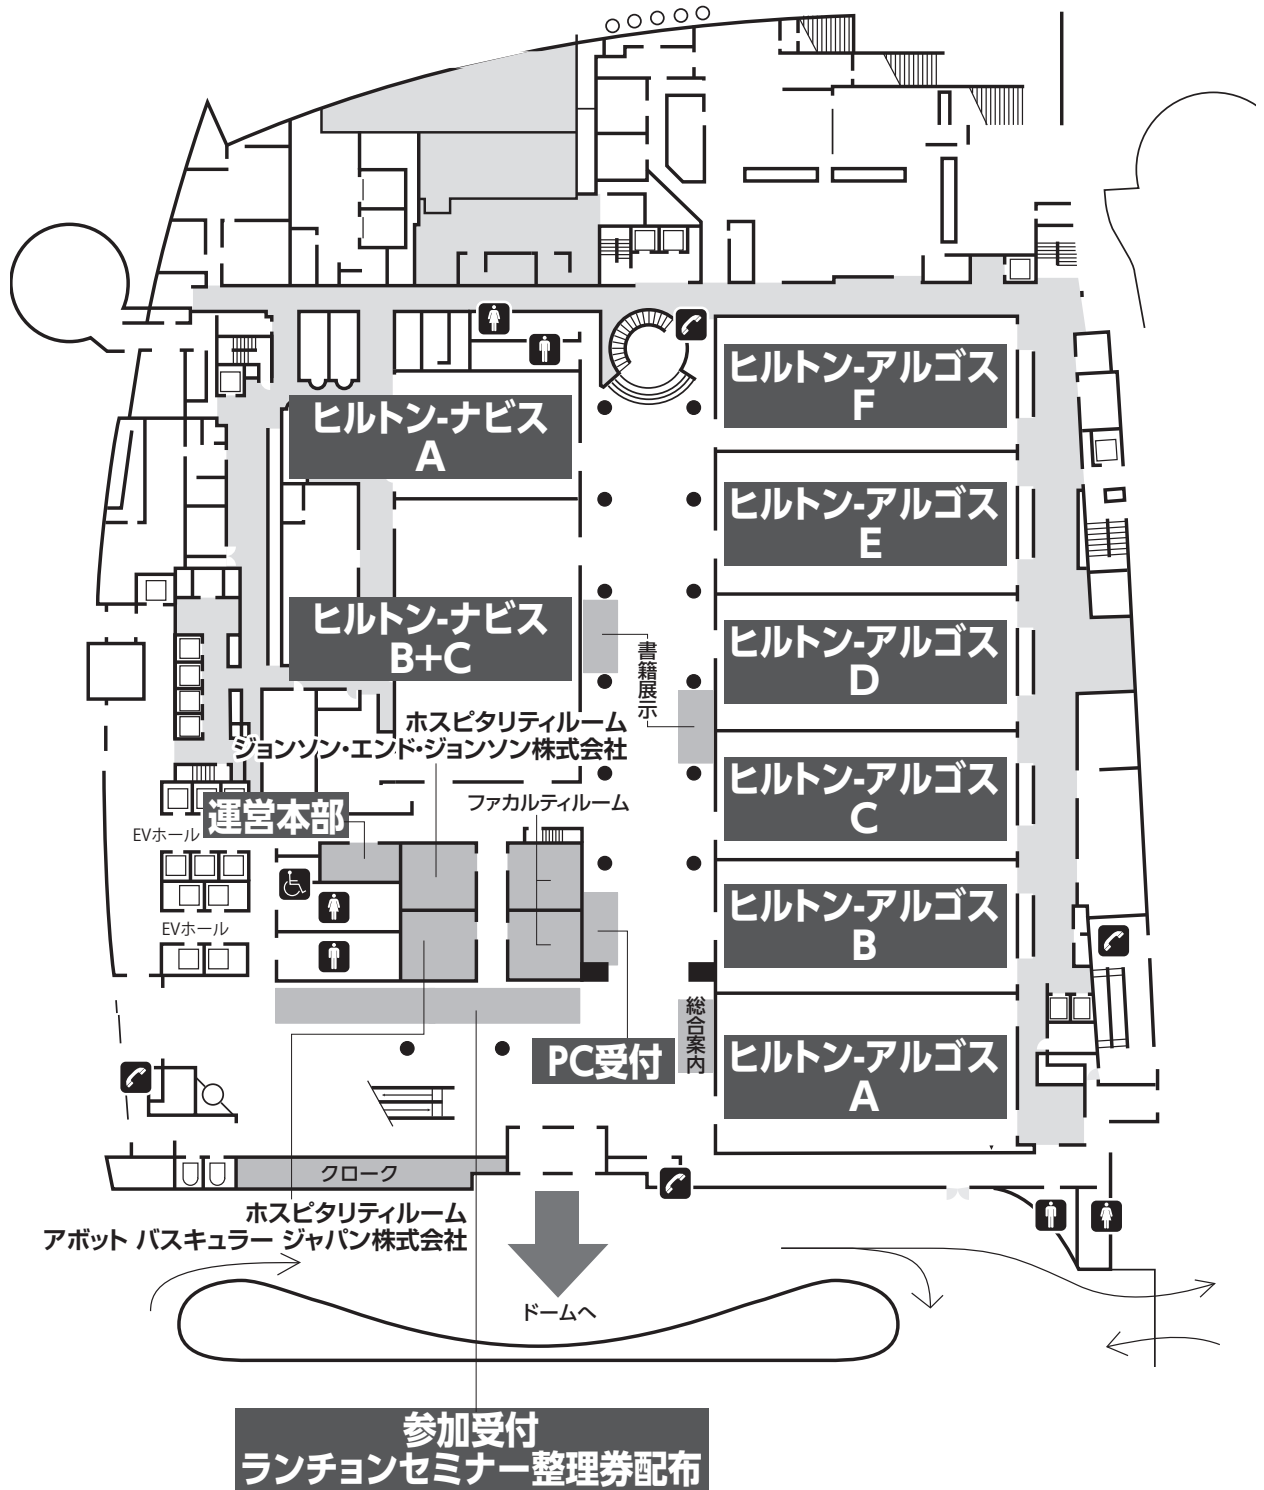 ヒルトン-アルゴス
F
ヒルトン-ナビス
A
ヒルトン-アルゴス
E
ヒルトン-ナビス
B+C
ヒルトン-アルゴス
D
書籍展示
ホスピタリティルーム
ジョンソン・エンド・ジョンソン株式会社
ヒルトン-アルゴス
C
ファカルティルーム
運営本部
EVホール
ヒルトン-アルゴス
B
EVホール
総合案内
PC受付
ヒルトン-アルゴス
A
クローク
ホスピタリティルーム
アボット バスキュラー ジャパン株式会社
ドームへ
参加受付
ランチョンセミナー整理券配布